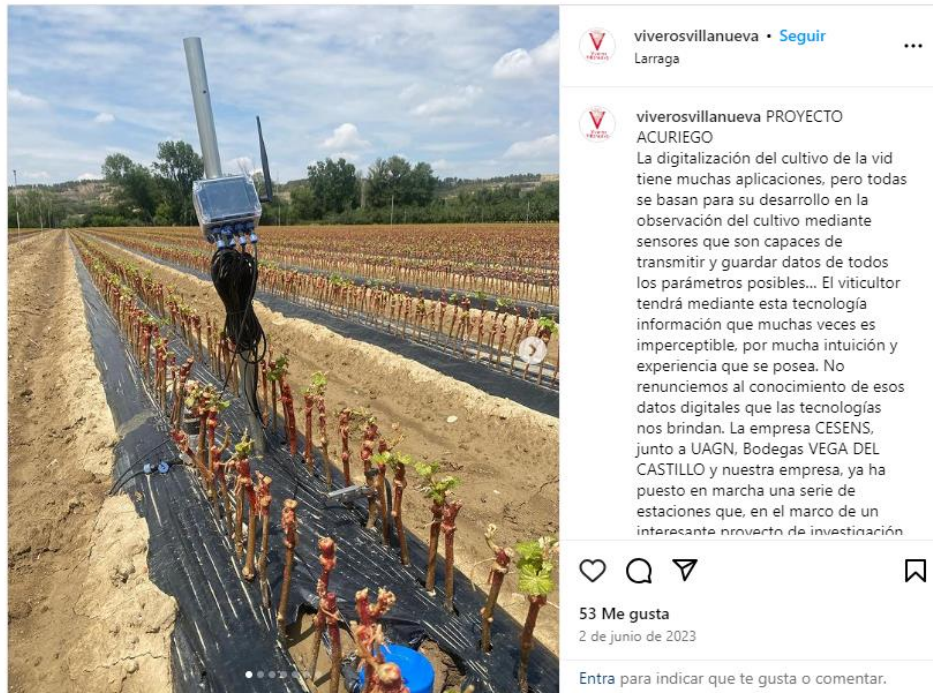 viverosvillanueva • Seguir
Larraga
viverosvillanueva PROYECTO
ACURIEGO
La digitalización del cultivo de la vid
tiene muchas aplicaciones, pero todas
se basan para su desarrollo en la
observación del cultivo mediante
sensores que son capaces de
transmitir y guardar datos de todos
los parámetros posibles... El viticultor
tendrá mediante esta tecnología
información que muchas veces es
imperceptible, por mucha intuición y
experiencia que se posea. No
renunciemos al conocimiento de esos
datos digitales que las tecnologías
nos brindan. La empresa CESENS,
junto a UAGN, Bodegas VEGA DEL
CASTILLO y nuestra empresa, ya ha
puesto en marcha una serie de
estaciones que, en el marco de un
interesante proyecto de investigación
53 Me gusta
2 de junio de 2023
Entra para indicar que te gusta o comentar.